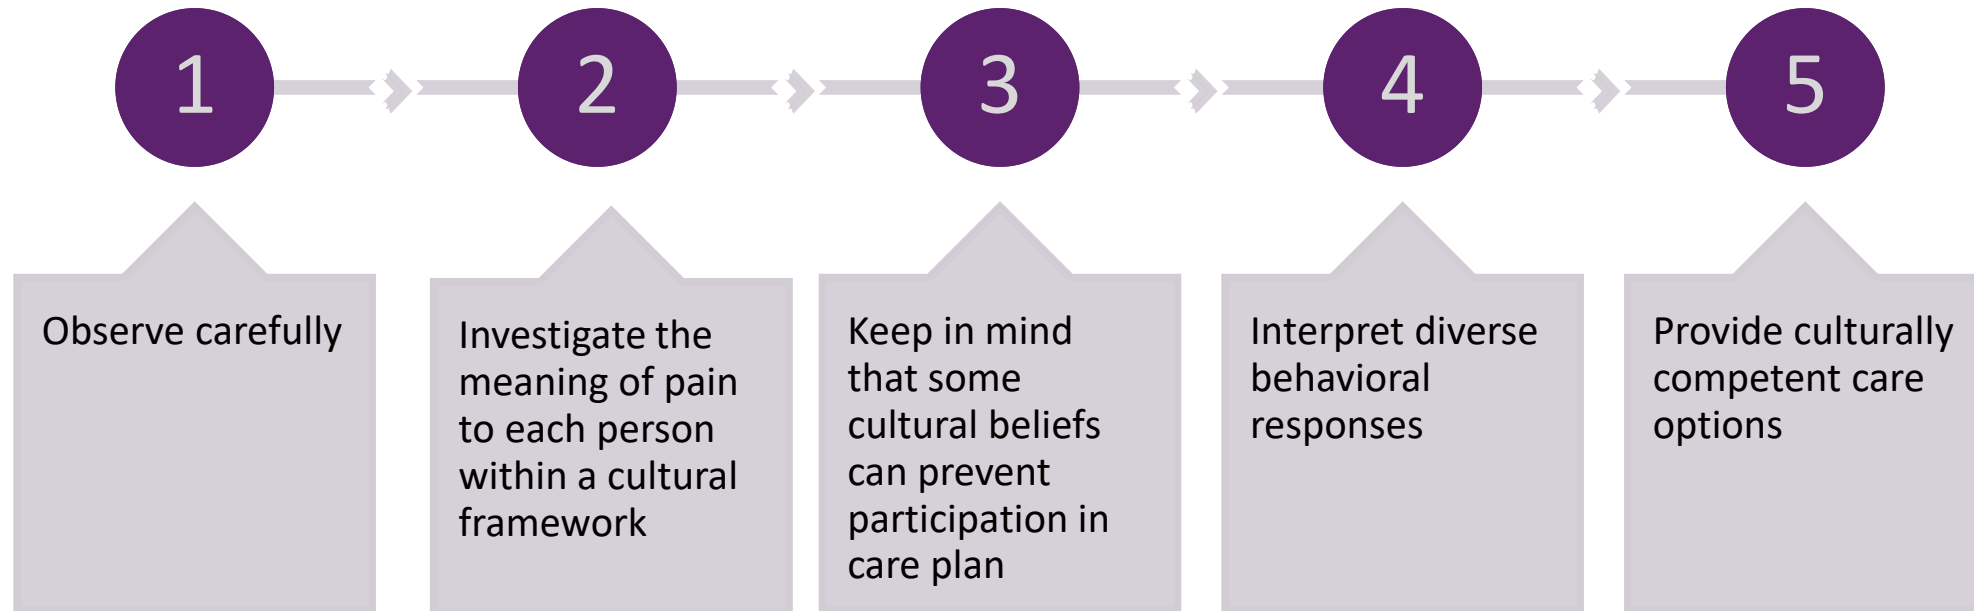 1
2
3
4
5
Observe carefully
Investigate the
meaning of pain
to each person
within a cultural
framework
Keep in mind
that some
cultural beliefs
can prevent
participation in
care plan
Interpret diverse
behavioral
responses
Provide culturally
competent care
options